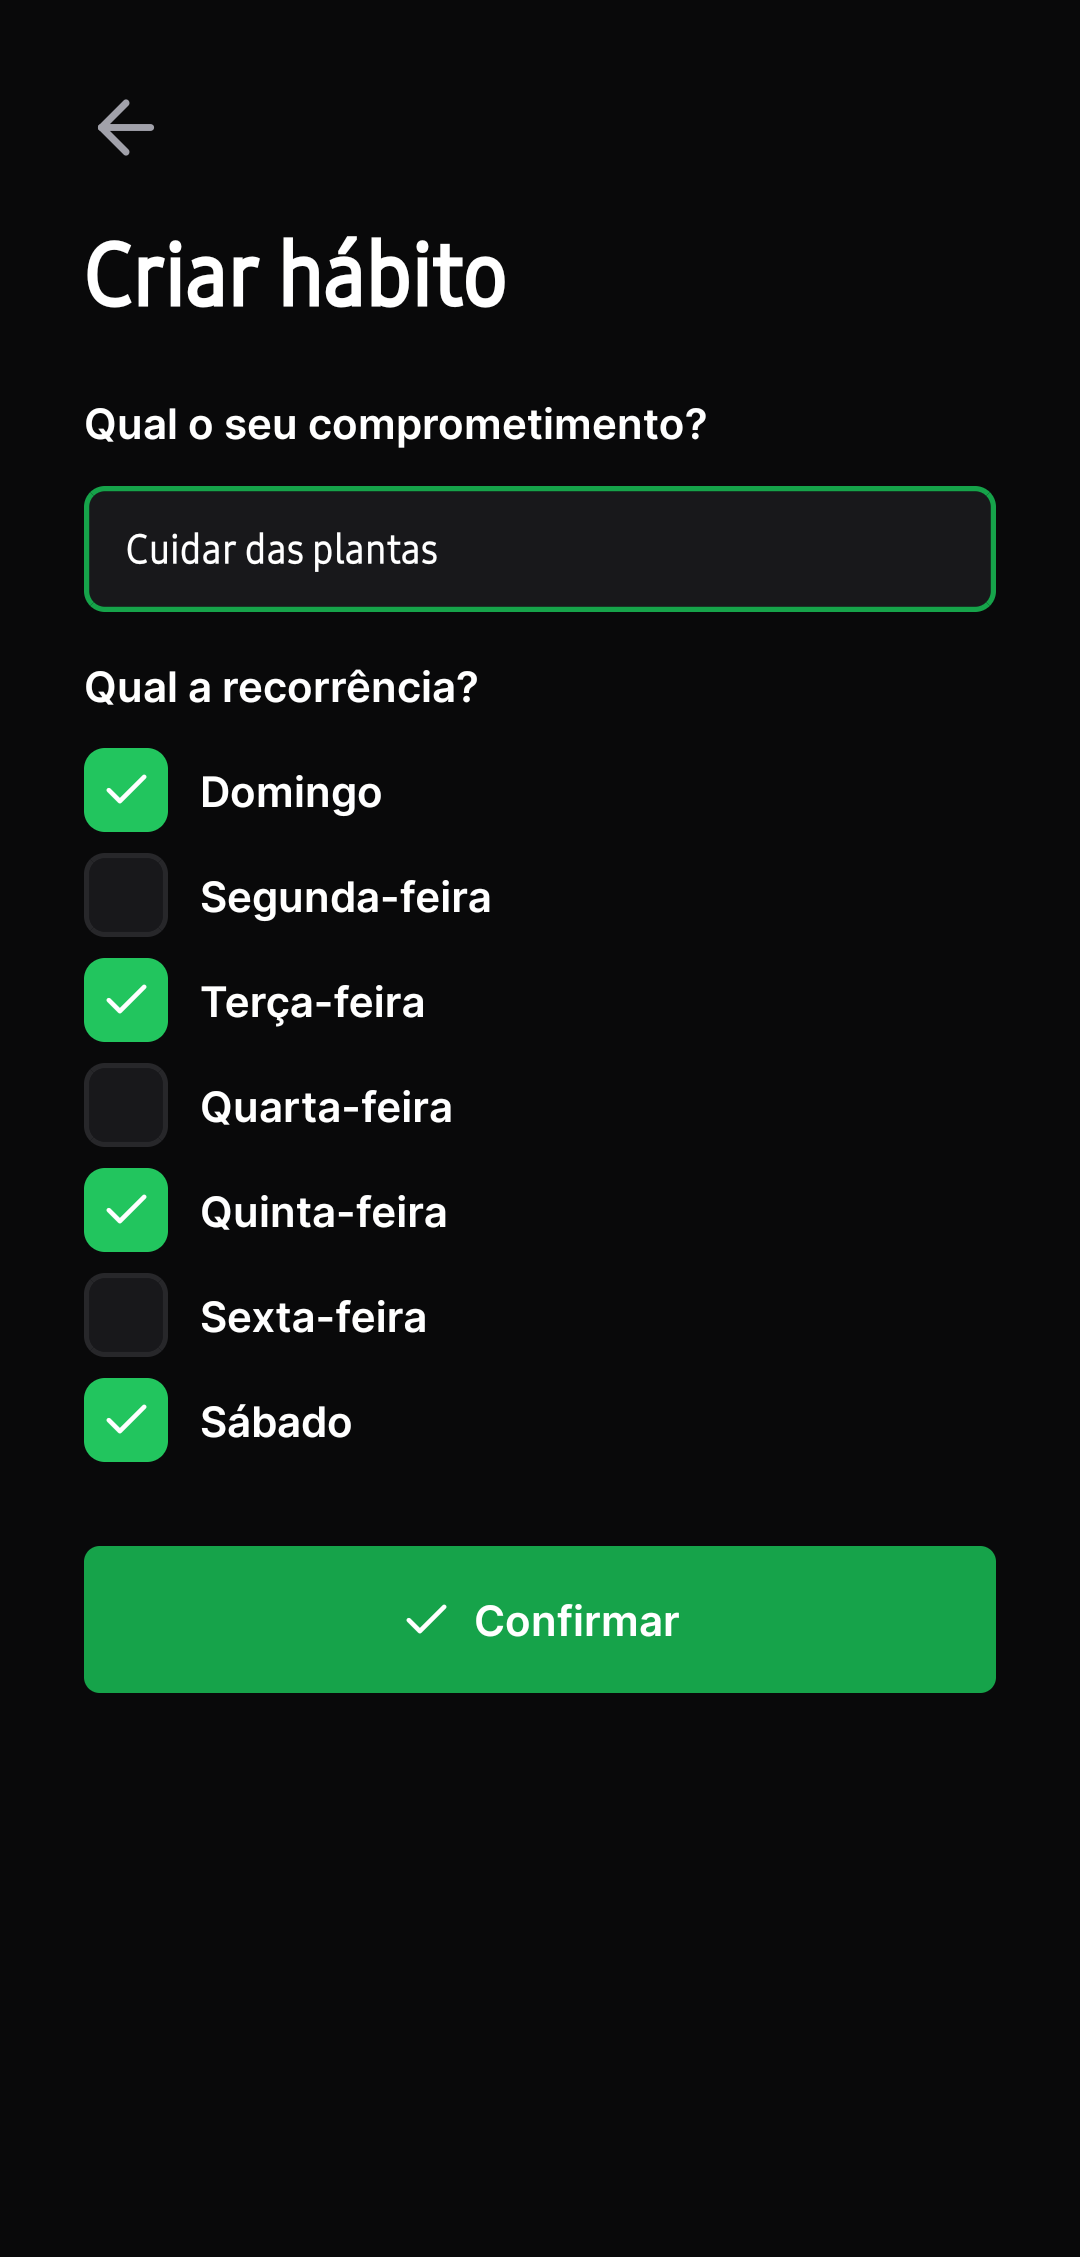 Criar hábito
Qual o seu comprometimento?
Cuidar das plantas
Qual a recorrência?
Domingo
Segunda-feira
Terça-feira
Quarta-feira
Quinta-feira
Sexta-feira
Sábado
Confirmar